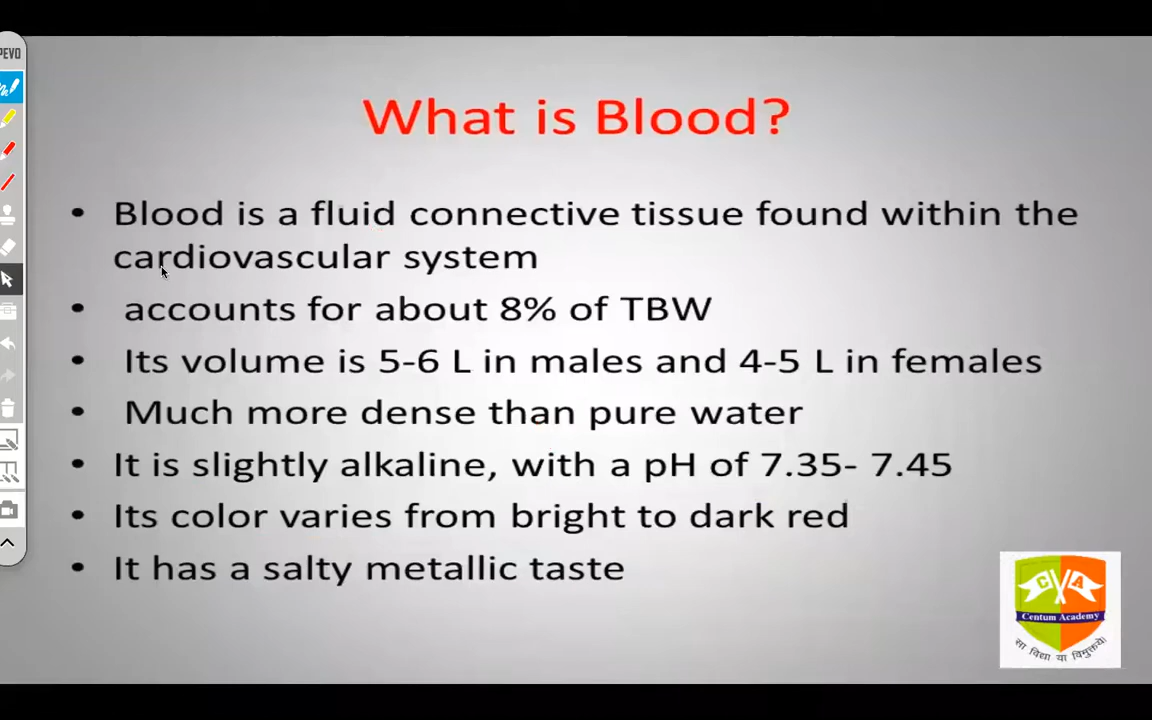 PEVO
What is Blood?
• Blood is a fluid connective tissue found within the
cardiovascular system
• accounts for about 8% of TBW
• Its volume is 5-6 L in males and 4-5 L in females
• Much more dense than pure water
• It is slightly alkaline, with a pH of 7.35- 7.45
• Its color varies from bright to dark red
• It has a salty metallic taste
C A
Centum Academy
सा विद्या या विमुक्तये